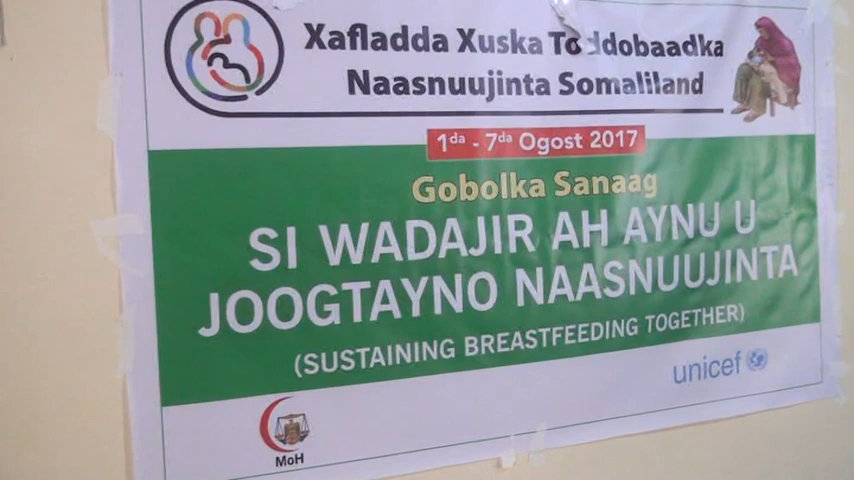 Xafladda Xuska Toddobaadka
Naasnuujinta Somaliland
1da - 7da Ogost 2017
Gobolka Sanaag
SI WADAJIR AH AYNU U
JOOGTAYNO NAASNUUJINTA
(SUSTAINING BREASTFEEDING TOGETHER)
unicef
MoH